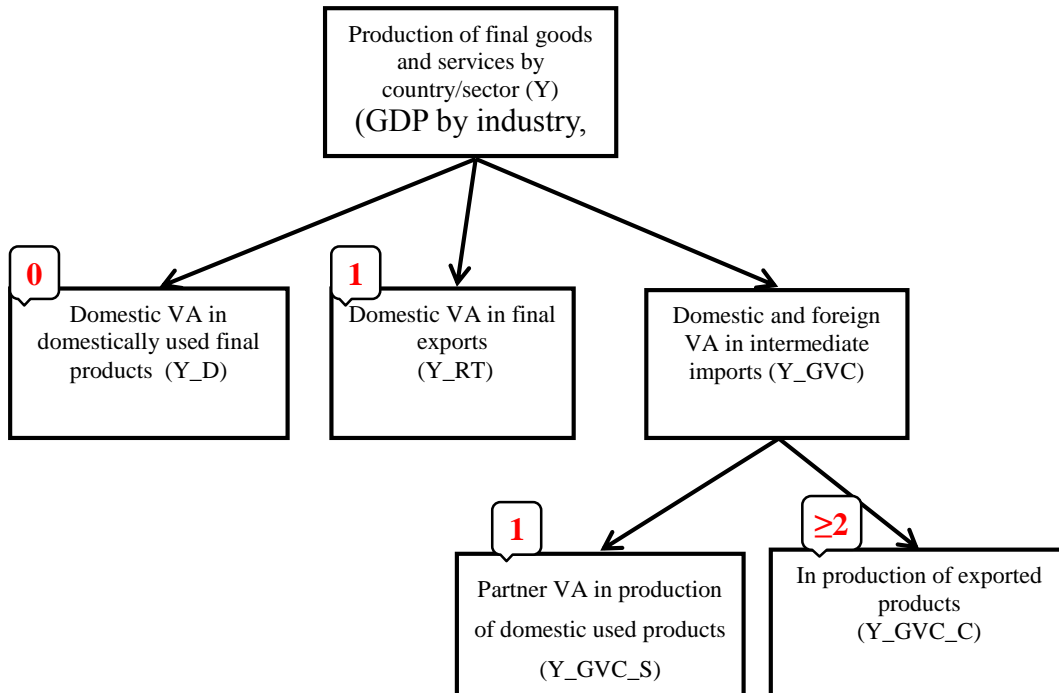 Production of final goods
and services by
country/sector (Y)
(GDP by industry,
0
Domestic VA in
domestically used final
products (Y_D)
1
Domestic VA in final
exports
(Y_RT)
Domestic and foreign
VA in intermediate
imports (Y_GVC)
1
Partner VA in production
of domestic used products
(Y_GVC_S)
≥2
In production of exported
products
(Y_GVC_C)